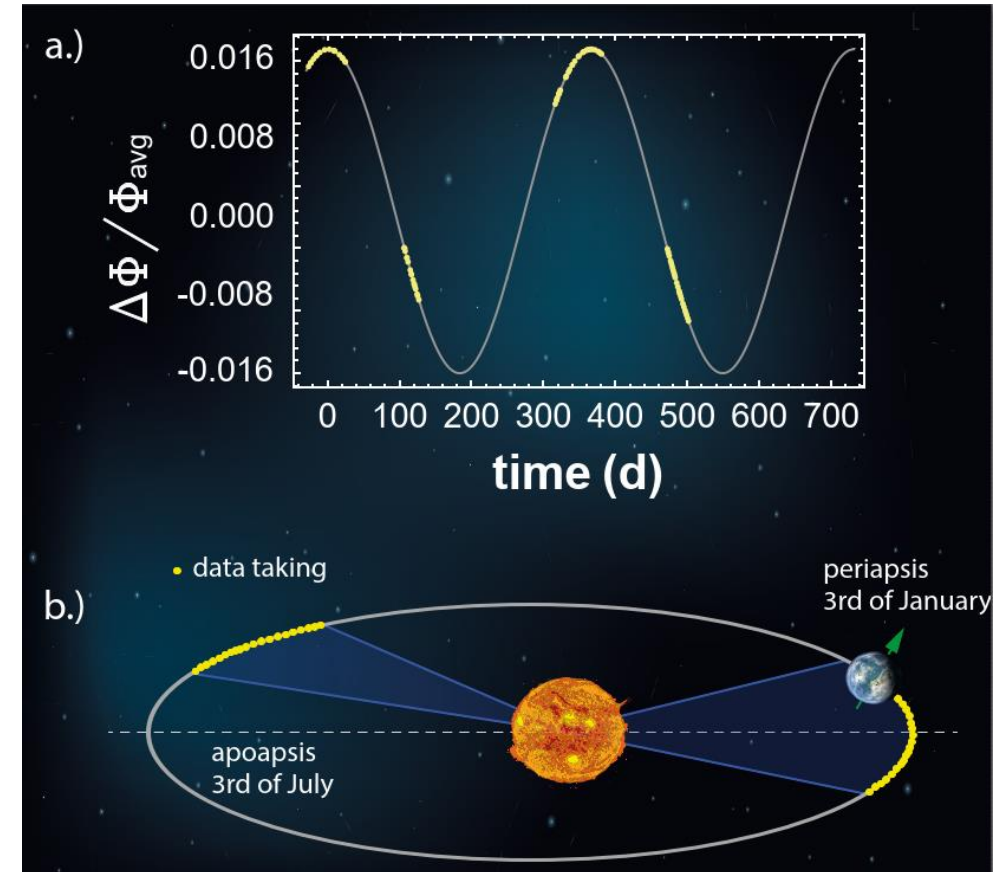 a.)
0.016
0.008
0.000
-0.008
-0.016
ΔΦ / Φavg
0 100 200 300 400 500 600 700
time (d)
data taking
b.)
periapsis
3rd of January
apoapsis
3rd of July